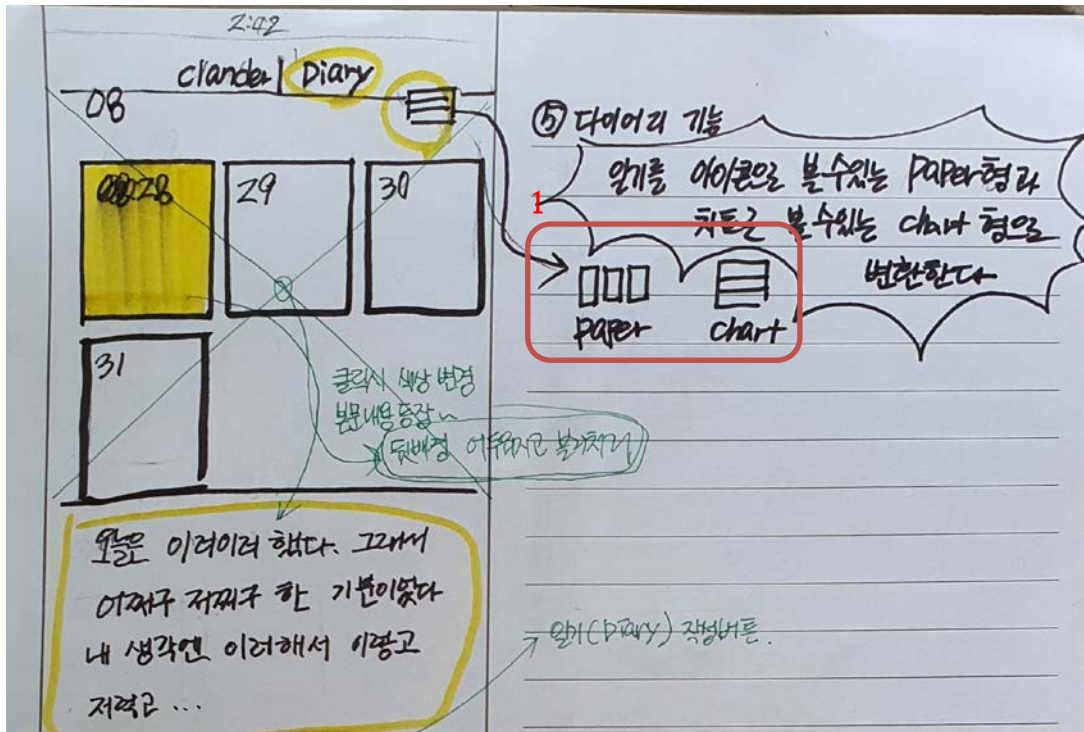 2:42
Clander | Diary
08
28
29
30
31
클릭시 색상 변경
본문내용 등장~
뒷배경 어두워지고 블러처리
오늘은 이러이러 했다. 그래서
어쩌구 저쩌구 한 기분이었다
내 생각엔 이러해서 이렇고
저렇고 ...
⑤ 다이어리 기능
일기를 아이콘으로 볼 수 있는 paper형과
차트로 볼 수 있는 chart 형으로
변환한다
1
paper
chart
일기(Diary) 작성버튼.